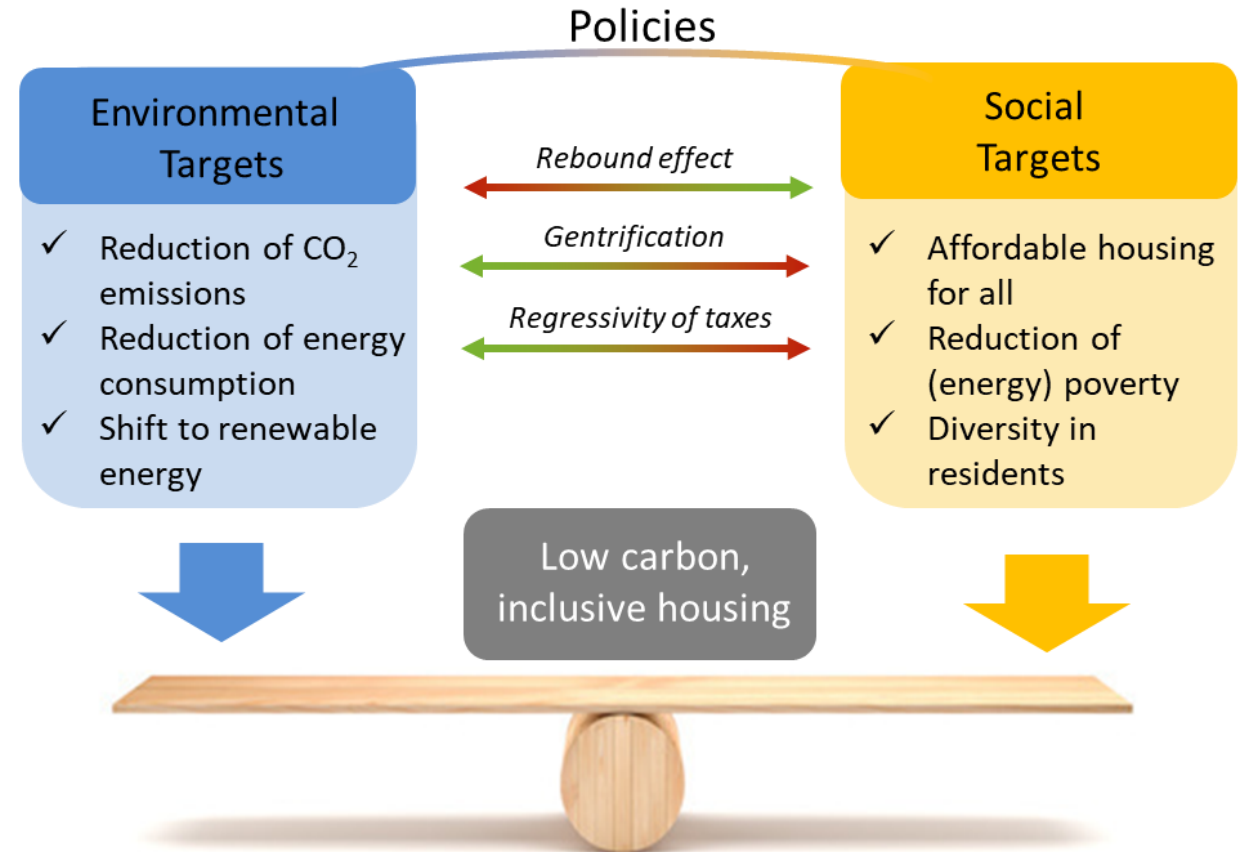 Policies
Environmental
Targets
✓ Reduction of CO₂
emissions
✓ Reduction of energy
consumption
✓ Shift to renewable
energy
Rebound effect
Gentrification
Regressivity of taxes
Social
Targets
✓ Affordable housing
for all
✓ Reduction of
(energy) poverty
✓ Diversity in
residents
Low carbon,
inclusive housing